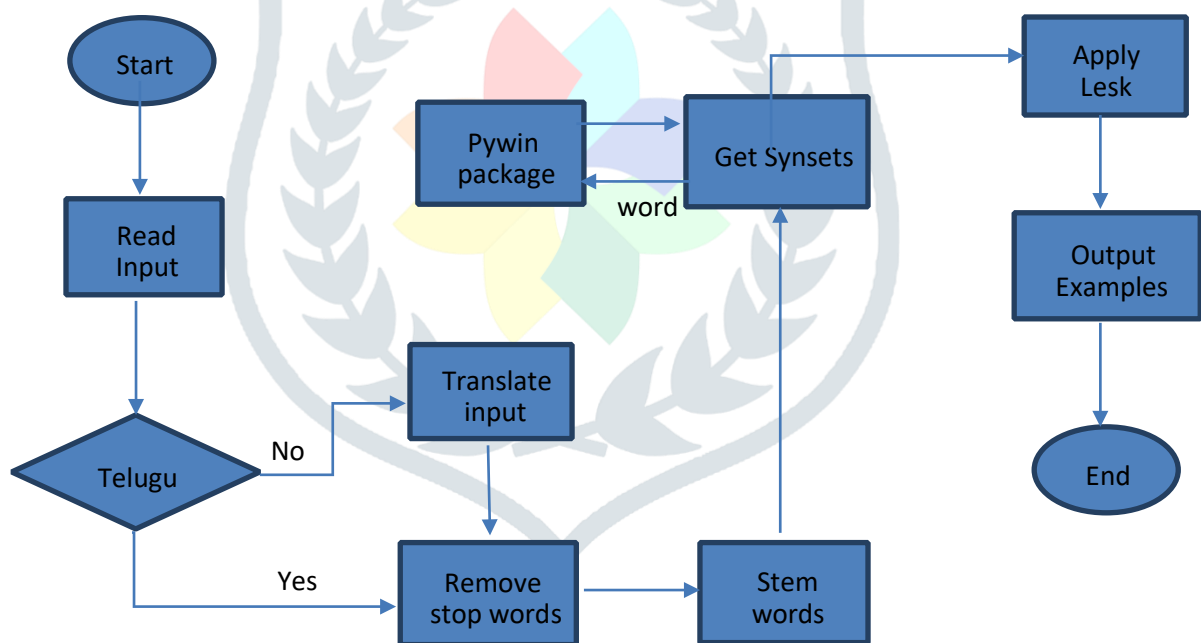 Start
Read
Input
Telugu
No
Yes
Translate
input
Remove
stop words
Stem
words
Get Synsets
word
Pywin
package
Apply
Lesk
Output
Examples
End